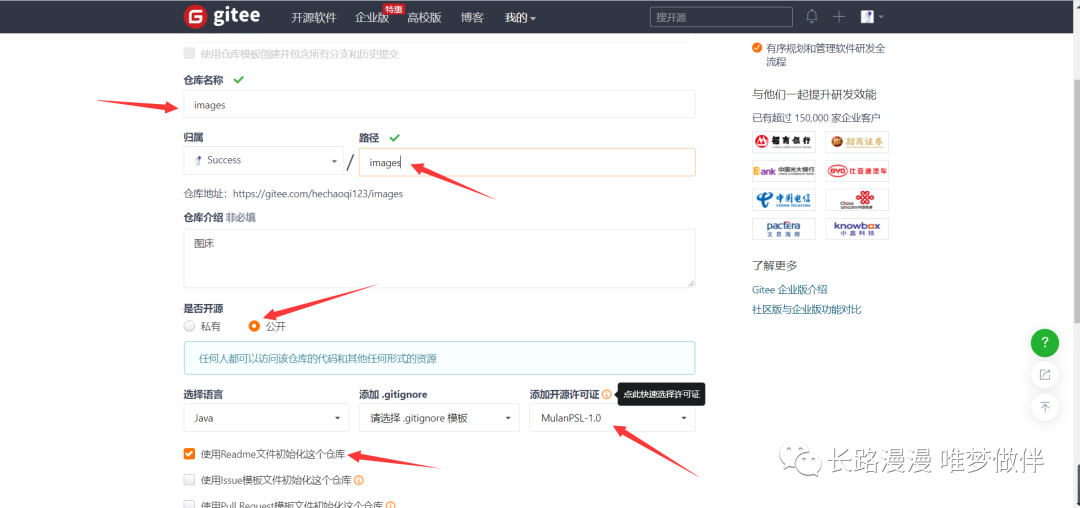 gitee 开源软件 企业版 特惠 高校版 博客 我的 搜开源
使用仓库模板创建并包含所有分支和历史提交
仓库名称
images
归属 路径
Success / images
仓库地址：https://gitee.com/hechaoqi123/images
仓库介绍 非必填
图床
是否开源
私有 公开
任何人都可以访问该仓库的代码和其他任何形式的资源
选择语言 添加 .gitignore 添加开源许可证 点此快速选择许可证
Java 请选择 .gitignore 模板 MulanPSL-1.0
使用Readme文件初始化这个仓库
使用Issue模板文件初始化这个仓库
使用Pull Request模板文件初始化这个仓库
有序规划和管理软件研发全
流程
与他们一起提升研发效能
已有超过 150,000 家企业客户
招商银行 招商证券
Bank 中国光大银行 BYD 比亚迪汽车
中国电信 CHINA TELECOM China unicom中国联通
pactera 文思海辉 knowbox 小盒科技
了解更多
Gitee 企业版介绍
社区版与企业版功能对比
?
长路漫漫 唯梦做伴